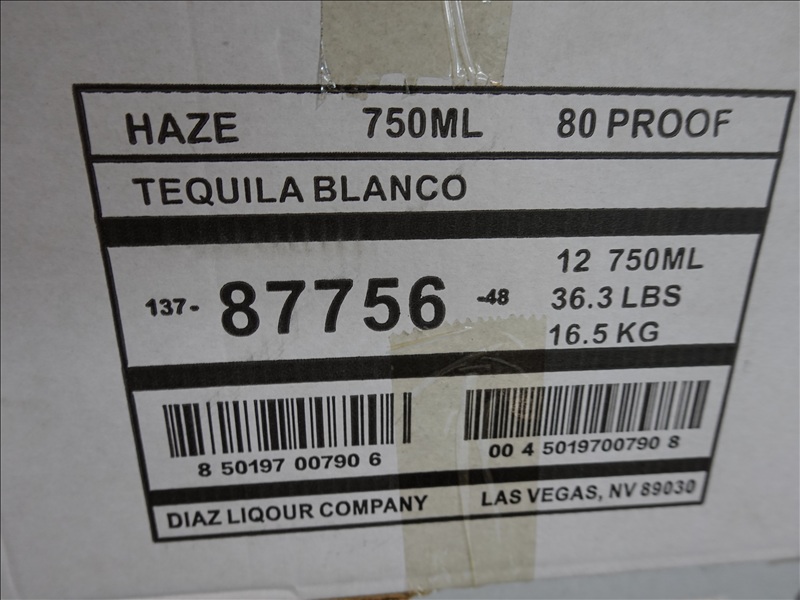 HAZE 750ML 80 PROOF
TEQUILA BLANCO
12 750ML
137- 87756 -48 36.3 LBS
16.5 KG
8 50197 00790 6
00 4 5019700790 8
DIAZ LIQOUR COMPANY LAS VEGAS, NV 89030